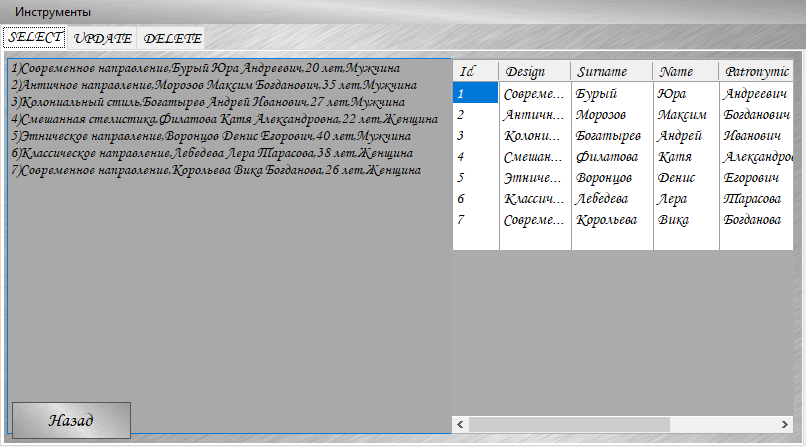 Инструменты
SELECT UPDATE DELETE
1)Современное направление,Бурый Юра Андреевич,20 лет,Мужчина
2)Античное направление,Морозов Максим Богданович,35 лет,Мужчина
3)Колониальный стиль,Богатырев Андрей Иванович,27 лет,Мужчина
4)Смешанная стелистика,Филатова Катя Александровна,22 лет,Женщина
5)Этническое направление,Воронцов Денис Егорович,40 лет,Мужчина
6)Классическое направление,Лебедева Лера Тарасова,38 лет,Женщина
7)Современное направление,Корольева Вика Богданова,26 лет,Женщина
Id Design Surname Name Patronymic
1 Совреме... Бурый Юра Андреевич
2 Античн... Морозов Максим Богданович
3 Колони... Богатырев Андрей Иванович
4 Смешан... Филатова Катя Александро
5 Этниче... Воронцов Денис Егорович
6 Классич... Лебедева Лера Тарасова
7 Совреме... Корольева Вика Богданова
Назад